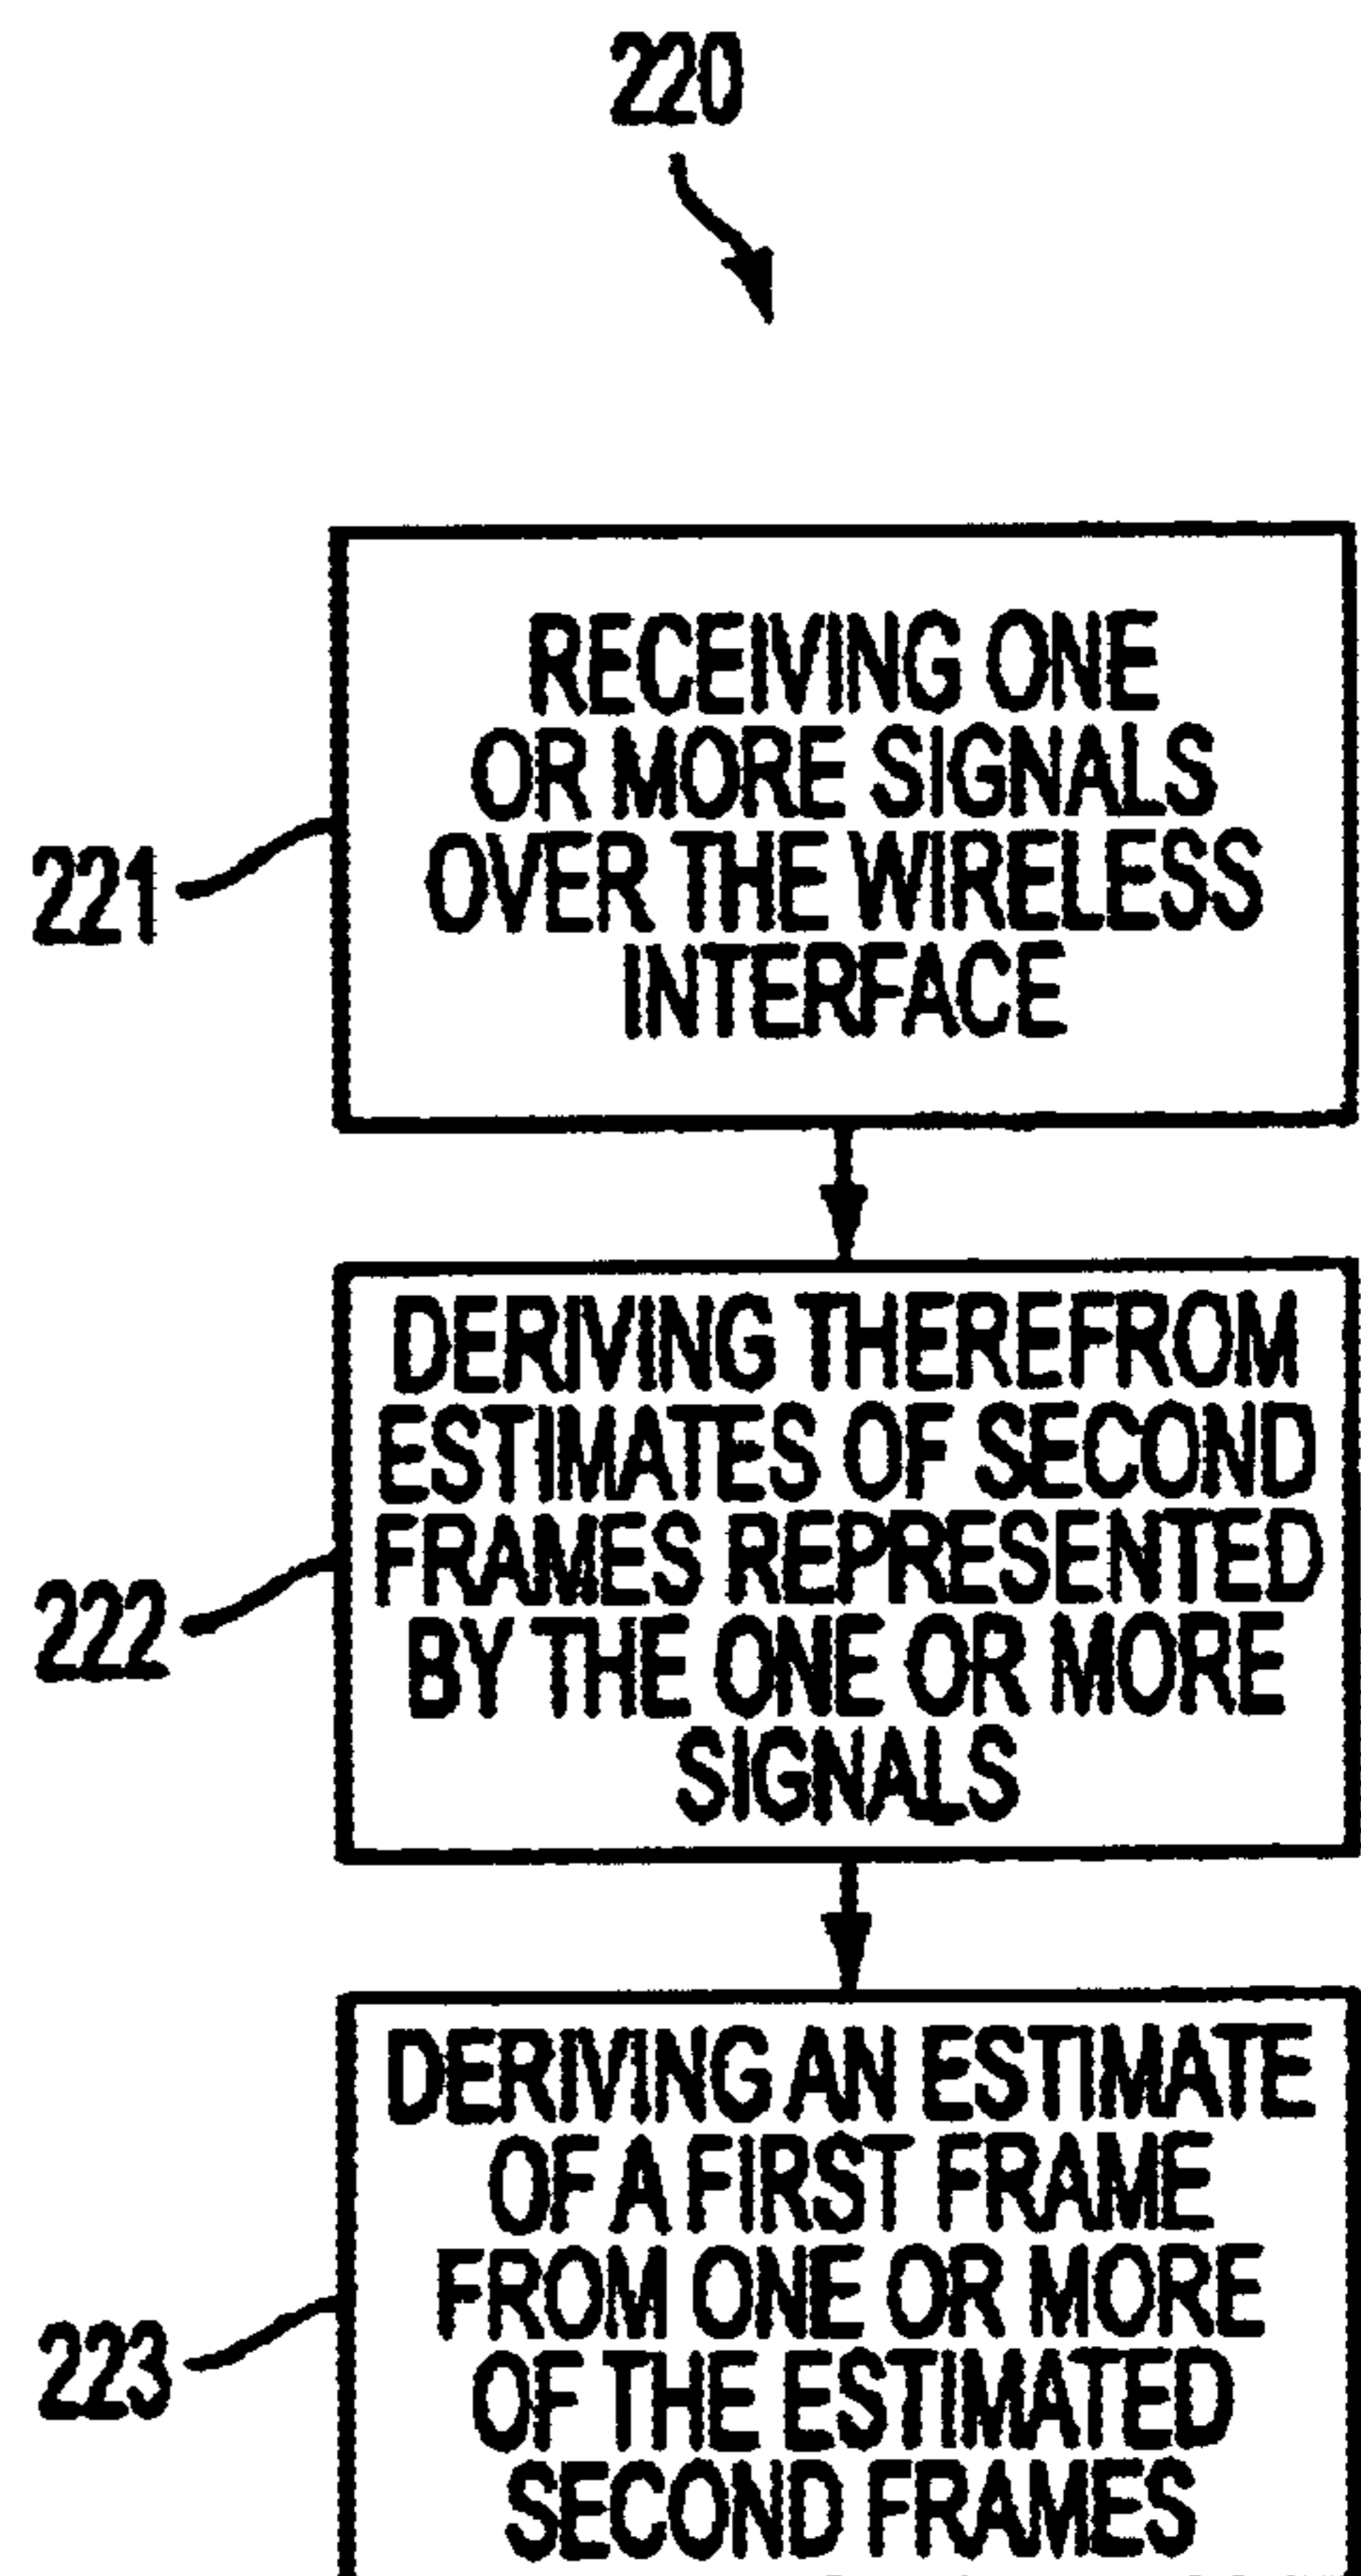 220
RECEIVING ONE
OR MORE SIGNALS
OVER THE WIRELESS
INTERFACE
221
DERIVING THEREFROM
ESTIMATES OF SECOND
FRAMES REPRESENTED
BY THE ONE OR MORE
SIGNALS
222
DERIVING AN ESTIMATE
OF A FIRST FRAME
FROM ONE OR MORE
OF THE ESTIMATED
SECOND FRAMES
223